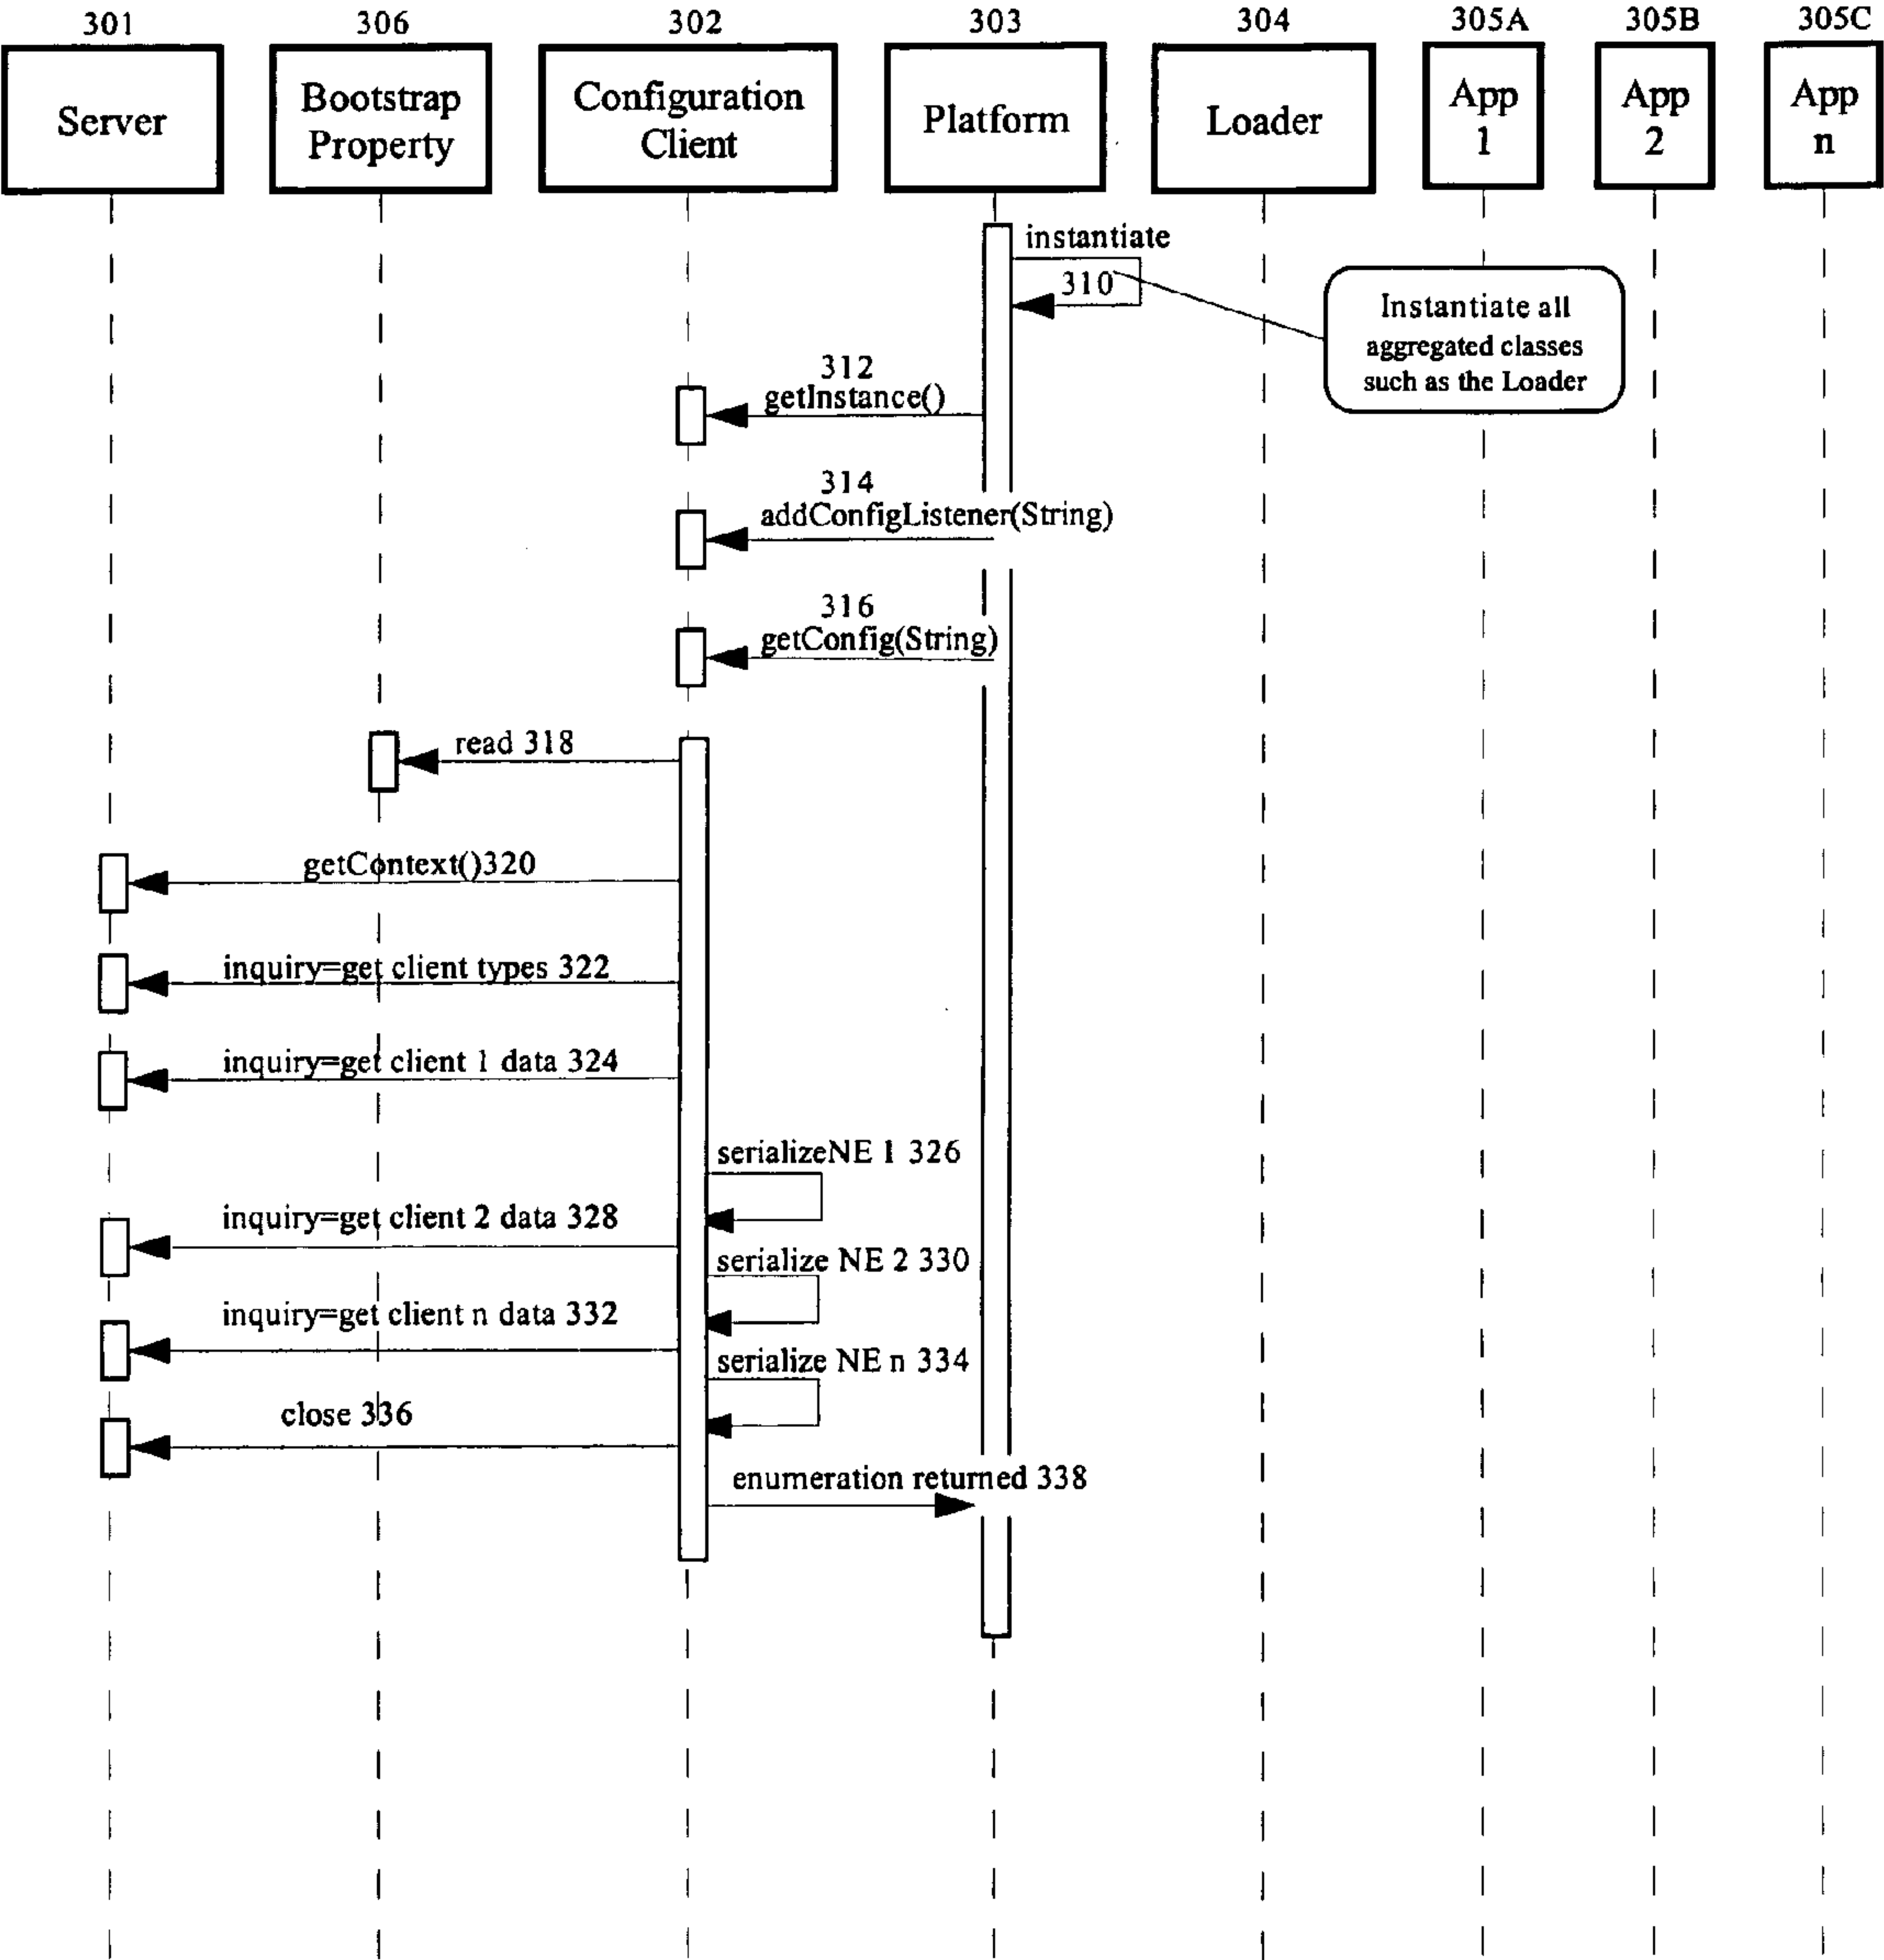 301
306
302
303
304
305A
305B
305C
Server
Bootstrap
Property
Configuration
Client
Platform
Loader
App
1
App
2
App
n
instantiate
310
Instantiate all
aggregated classes
such as the Loader
312
getInstance()
314
addConfigListener(String)
316
getConfig(String)
read 318
getContext()320
inquiry=get client types 322
inquiry=get client 1 data 324
serializeNE 1 326
inquiry=get client 2 data 328
serialize NE 2 330
inquiry=get client n data 332
serialize NE n 334
close 336
enumeration returned 338